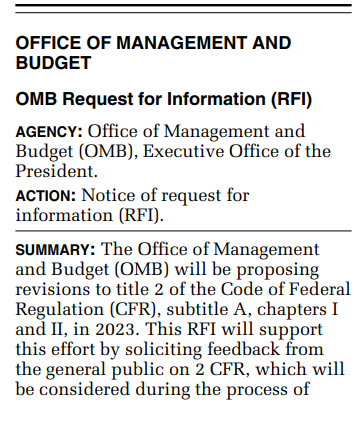 OFFICE OF MANAGEMENT AND
BUDGET
OMB Request for Information (RFI)
AGENCY: Office of Management and
Budget (OMB), Executive Office of the
President.
ACTION: Notice of request for
information (RFI).
SUMMARY: The Office of Management
and Budget (OMB) will be proposing
revisions to title 2 of the Code of Federal
Regulation (CFR), subtitle A, chapters I
and II, in 2023. This RFI will support
this effort by soliciting feedback from
the general public on 2 CFR, which will
be considered during the process of